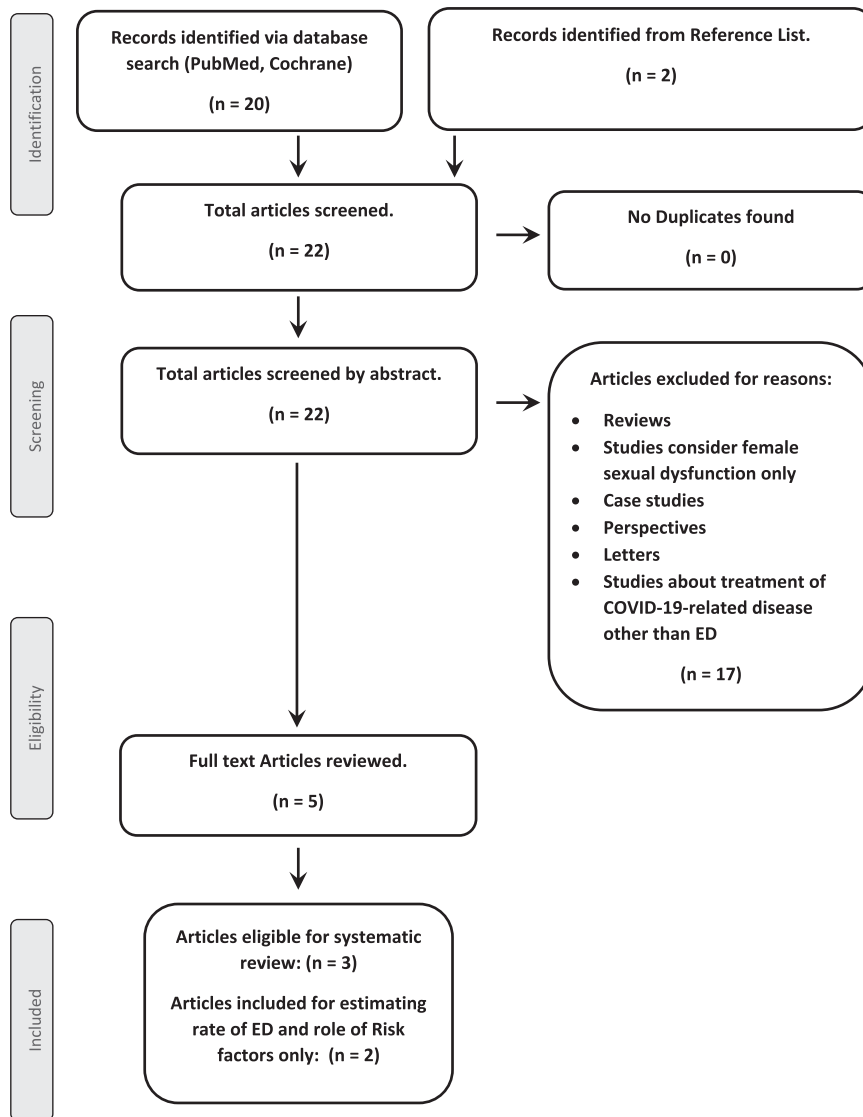 Identification
Records identified via database
search (PubMed, Cochrane)
(n = 20)
Records identified from Reference List.
(n = 2)
Total articles screened.
(n = 22)
No Duplicates found
(n = 0)
Screening
Total articles screened by abstract.
(n = 22)
Articles excluded for reasons:
• Reviews
• Studies consider female
sexual dysfunction only
• Case studies
• Perspectives
• Letters
• Studies about treatment of
COVID-19-related disease
other than ED
(n = 17)
Eligibility
Full text Articles reviewed.
(n = 5)
Included
Articles eligible for systematic
review: (n = 3)
Articles included for estimating
rate of ED and role of Risk
factors only: (n = 2)